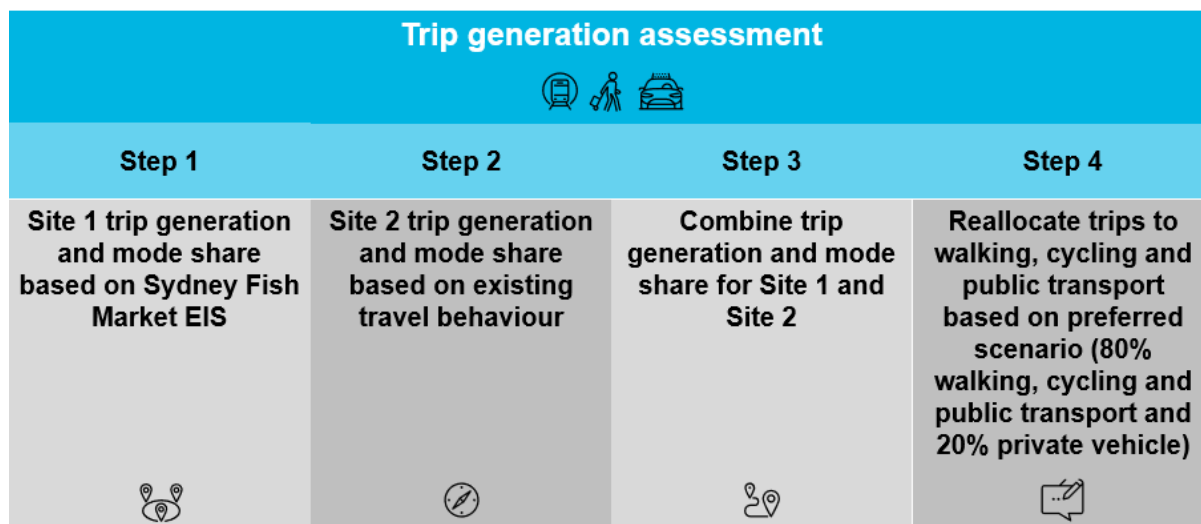 Trip generation assessment
Step 1
Step 2
Step 3
Step 4
Site 1 trip generation
and mode share
based on Sydney Fish
Market EIS
Site 2 trip generation
and mode share
based on existing
travel behaviour
Combine trip
generation and mode
share for Site 1 and
Site 2
Reallocate trips to
walking, cycling and
public transport
based on preferred
scenario (80%
walking, cycling and
public transport and
20% private vehicle)